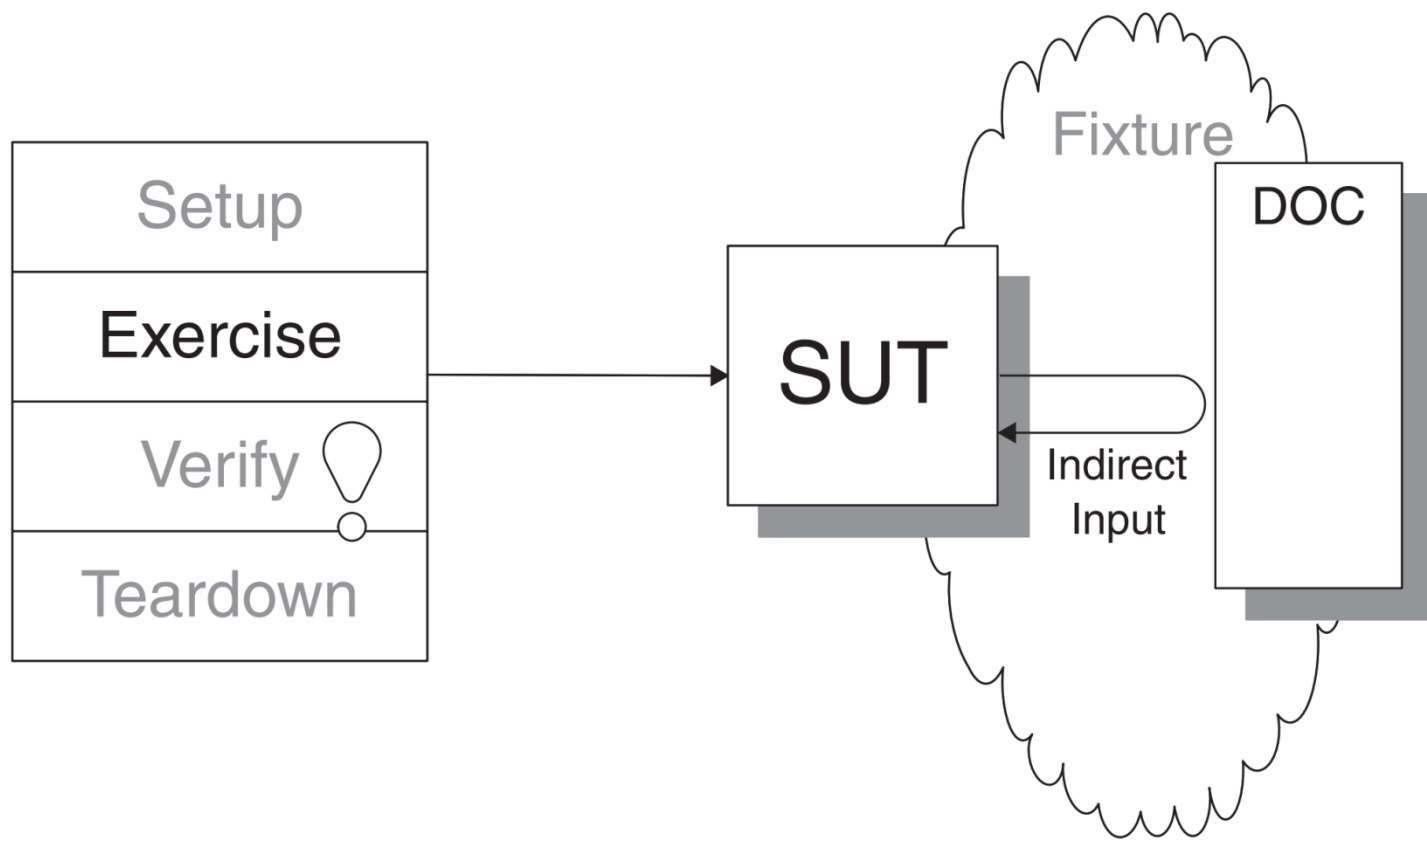 Setup
Exercise
Verify
Teardown
SUT
Indirect
Input
Fixture
DOC